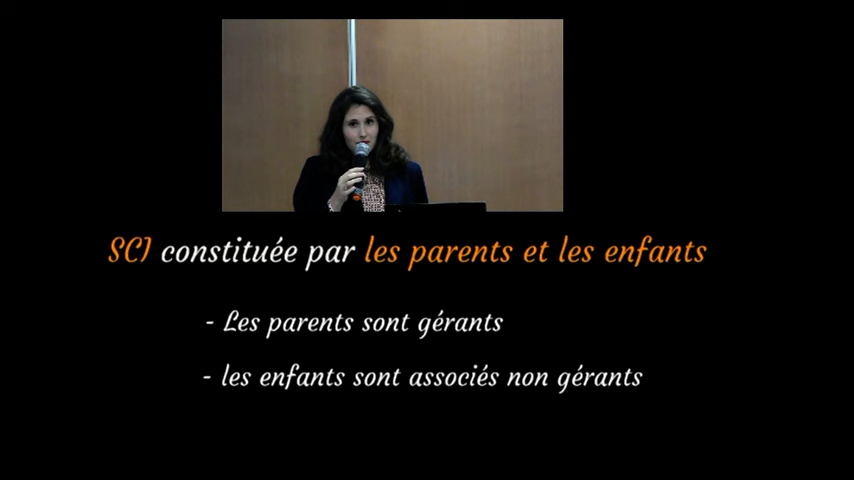 SCI constituée par les parents et les enfants
- Les parents sont gérants
- les enfants sont associés non gérants